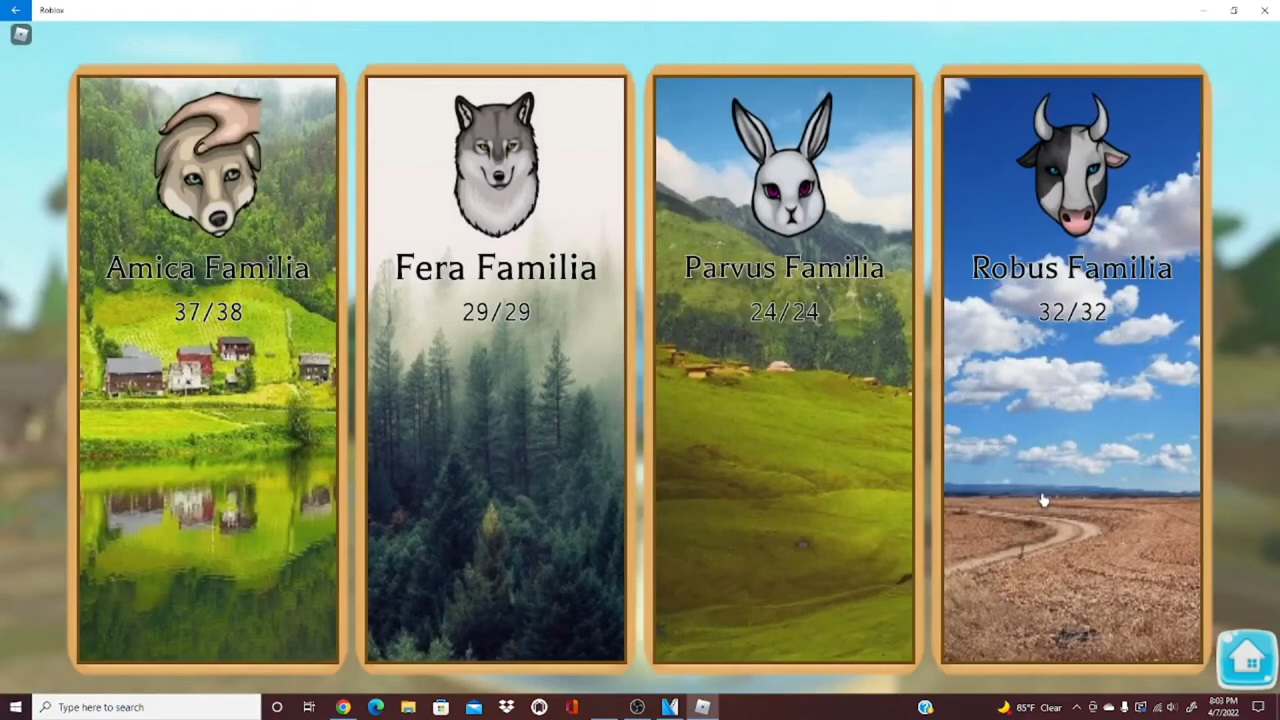 Roblox
Amica Familia
37/38
Fera Familia
29/29
Parvus Familia
24/24
Robus Familia
32/32
Type here to search
85°F Clear
8:03 PM
4/7/2022